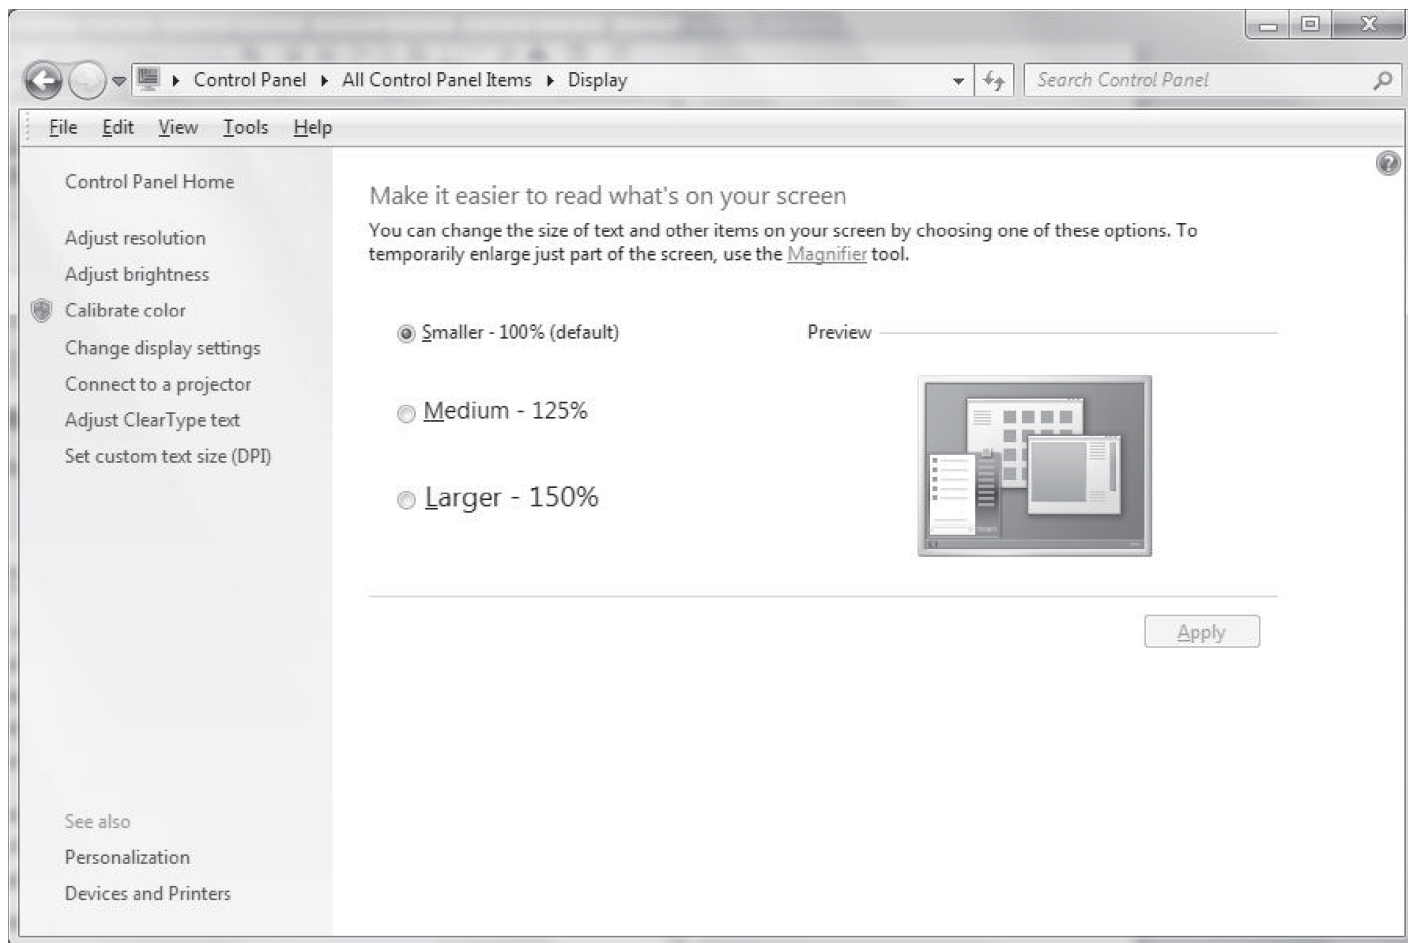 Control Panel ▸ All Control Panel Items ▸ Display
Search Control Panel
File Edit View Tools Help
Control Panel Home
Adjust resolution
Adjust brightness
Calibrate color
Change display settings
Connect to a projector
Adjust ClearType text
Set custom text size (DPI)
See also
Personalization
Devices and Printers
Make it easier to read what's on your screen
You can change the size of text and other items on your screen by choosing one of these options. To
temporarily enlarge just part of the screen, use the Magnifier tool.
Smaller - 100% (default)
Medium - 125%
Larger - 150%
Preview
Apply